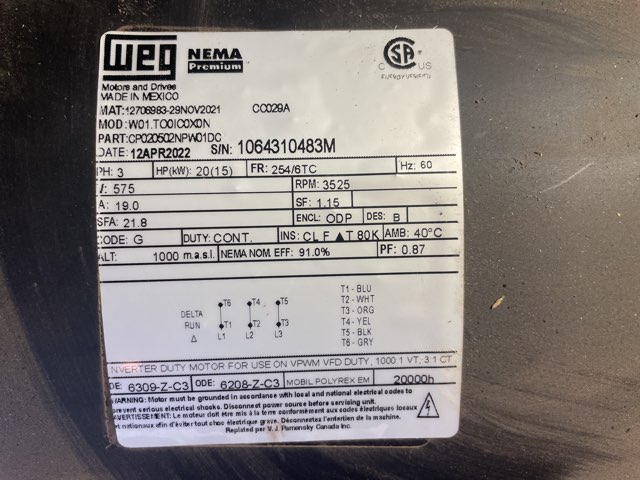 WEG NEMA Premium
CSA
C US
Motors and Drives
MADE IN MEXICO
MAT:12706983-29NOV2021 CC029A
MOD: W01.TO0IC0X0N
PART:CP020502NPW01DC
DATE: 12APR2022 S/N: 1064310483M
PH: 3 HP(kW): 20(15) FR: 254/6TC Hz: 60
V: 575 RPM: 3525
A: 19.0 SF: 1.15
SFA: 21.8 ENCL: ODP DES: B
CODE: G DUTY: CONT. INS: CL F ▲T 80K AMB: 40°C
ALT: 1000 m.a.s.l. NEMA NOM. EFF: 91.0% PF: 0.87
T6 T4 T5
DELTA
RUN T1 T2 T3
Δ L1 L2 L3
T1 - BLU
T2 - WHT
T3 - ORG
T4 - YEL
T5 - BLK
T6 - GRY
INVERTER DUTY MOTOR FOR USE ON VPWM VFD DUTY, 1000:1 VT, 3:1 CT
DE: 6309-Z-C3 ODE: 6208-Z-C3 MOBIL POLYREX EM 20000h
WARNING: Motor must be grounded in accordance with local and national electrical codes to
prevent serious electrical shocks. Disconnect power source before servicing unit.
AVERTISSEMENT: Le moteur doit être mis à la terre conformément aux codes électriques locaux
et nationaux afin d'éviter tout choc électrique grave. Déconnectez l'alimentation de la machine.
Replated by V. J. Pamensky Canada Inc.